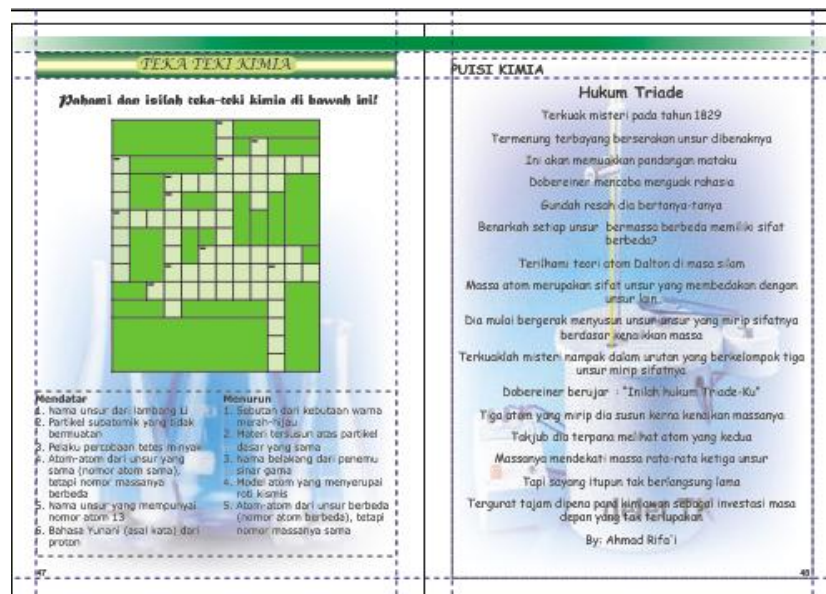 TEKA TEKI KIMIA
Pahami dan isilah teka-teki kimia di bawah ini!
Mendatar
1. Nama unsur dari lambang Li
2. Partikel subatomik yang tidak
bermuatan
3. Pelaku percobaan tetes minyak
4. Atom-atom dari unsur yang
sama (nomor atom sama),
tetapi nomor massanya
berbeda
5. Nama unsur yang mempunyai
nomor atom 13
6. Bahasa Yunani (asal kata) dari
proton
Menurun
1. Sebutan dari kebutaan warna
merah-hijau
2. Materi tersusun atas partikel
dasar yang sama
3. Nama belakang dari penemu
sinar gama
4. Model atom yang menyerupai
roti kismis
5. Atom-atom dari unsur berbeda
(nomor atom berbeda), tetapi
nomor massanya sama
47
PUISI KIMIA
Hukum Triade
Terkuak misteri pada tahun 1829
Termenung terbayang berserakan unsur dibenaknya
Ini akan memuakkan pandangan mataku
Dobereiner mencoba menguak rahasia
Gundah resah dia bertanya-tanya
Benarkah setiap unsur bermassa berbeda memiliki sifat
berbeda?
Terilhami teori atom Dalton di masa silam
Massa atom merupakan sifat unsur yang membedakan dengan
unsur lain
Dia mulai bergerak menyusun unsur-unsur yang mirip sifatnya
berdasar kenaikkan massa
Terkuaklah misteri nampak dalam urutan yang berkelompok tiga
unsur mirip sifatnya
Dobereiner berujar : "Inilah hukum Triade-Ku"
Tiga atom yang mirip dia susun kerna kenaikan massanya
Takjub dia terpana melihat atom yang kedua
Massanya mendekati massa rata-rata ketiga unsur
Tapi sayang itupun tak berlangsung lama
Tergurat tajam dipena para ilmuwan sebagai investasi masa
depan yang tak terlupakan
By: Ahmad Rifa'i